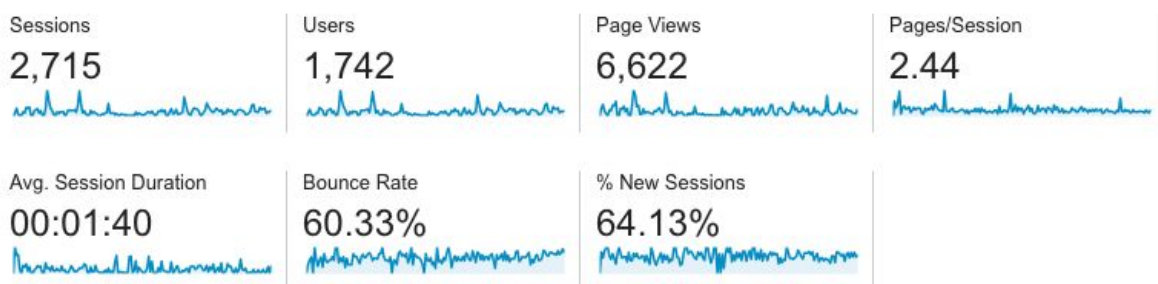 Sessions
2,715
Users
1,742
Page Views
6,622
Pages/Session
2.44
Avg. Session Duration
00:01:40
Bounce Rate
60.33%
% New Sessions
64.13%